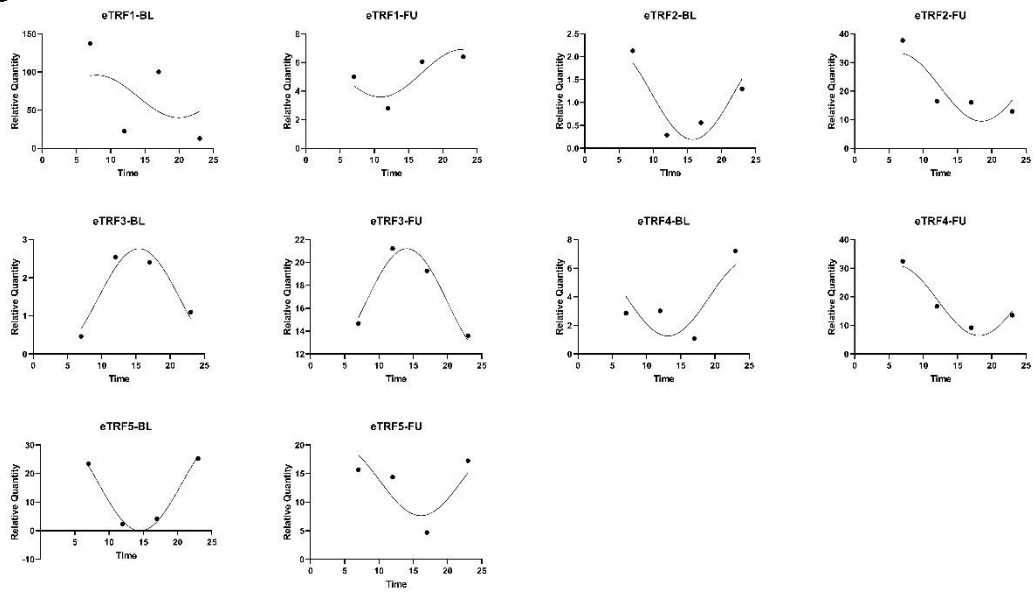 eTRF1-BL
Relative Quantity
150
100
50
0
0 5 10 15 20 25
Time
eTRF1-FU
Relative Quantity
8
6
4
2
0
0 5 10 15 20 25
Time
eTRF2-BL
Relative Quantity
2.5
2.0
1.5
1.0
0.5
0.0
0 5 10 15 20 25
Time
eTRF2-FU
Relative Quantity
40
30
20
10
0
0 5 10 15 20 25
Time
eTRF3-BL
Relative Quantity
3
2
1
0
0 5 10 15 20 25
Time
eTRF3-FU
Relative Quantity
22
20
18
16
14
12
0 5 10 15 20 25
Time
eTRF4-BL
Relative Quantity
8
6
4
2
0
0 5 10 15 20 25
Time
eTRF4-FU
Relative Quantity
40
30
20
10
0
0 5 10 15 20 25
Time
eTRF5-BL
Relative Quantity
30
20
10
0
-10
5 10 15 20 25
Time
eTRF5-FU
Relative Quantity
20
15
10
5
0
0 5 10 15 20 25
Time